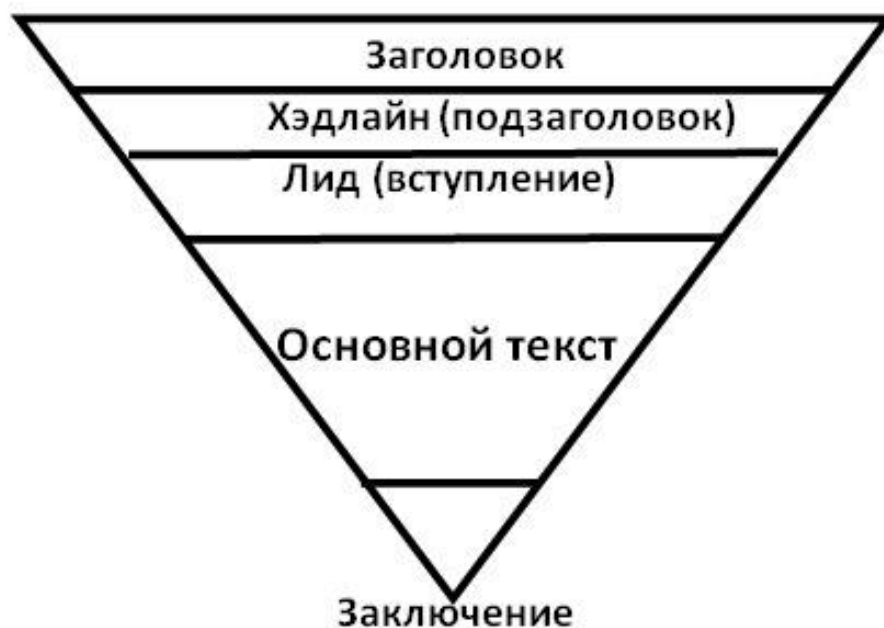 Заголовок
Хэдлайн (подзаголовок)
Лид (вступление)
Основной текст
Заключение